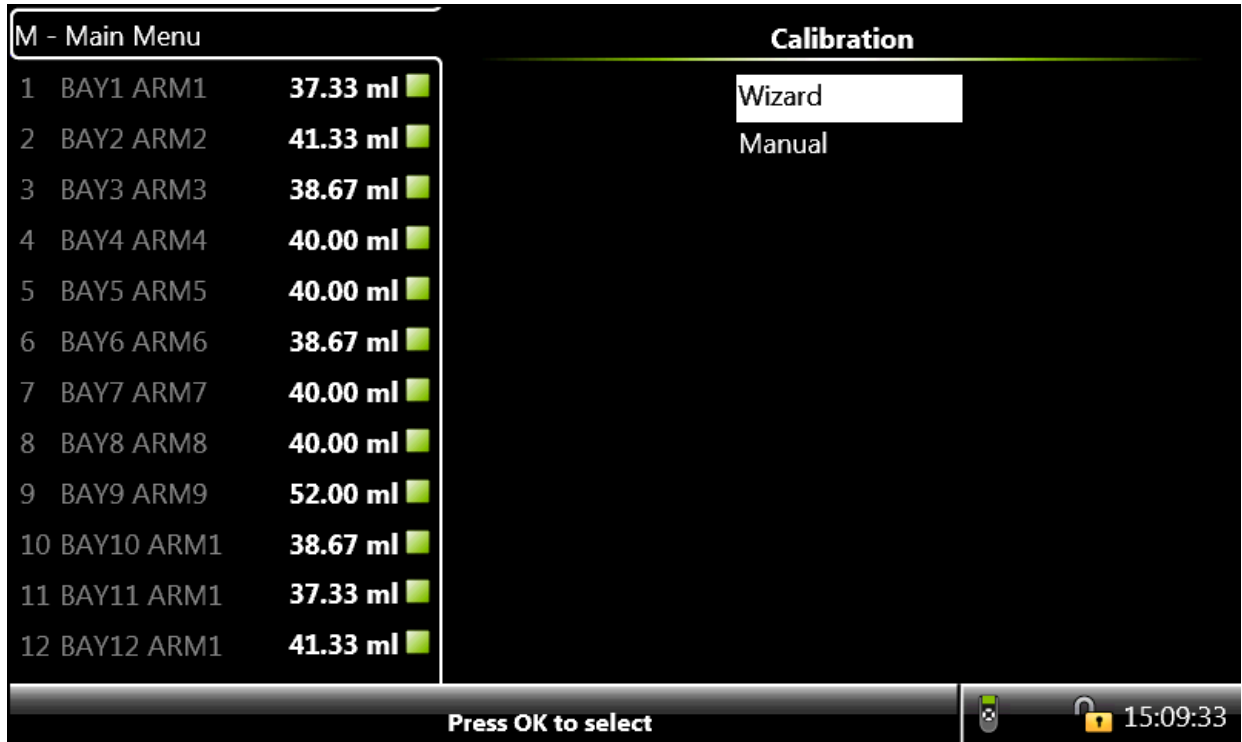 M - Main Menu
1 BAY1 ARM1 37.33 ml
2 BAY2 ARM2 41.33 ml
3 BAY3 ARM3 38.67 ml
4 BAY4 ARM4 40.00 ml
5 BAY5 ARM5 40.00 ml
6 BAY6 ARM6 38.67 ml
7 BAY7 ARM7 40.00 ml
8 BAY8 ARM8 40.00 ml
9 BAY9 ARM9 52.00 ml
10 BAY10 ARM1 38.67 ml
11 BAY11 ARM1 37.33 ml
12 BAY12 ARM1 41.33 ml
Calibration
Wizard
Manual
Press OK to select
15:09:33